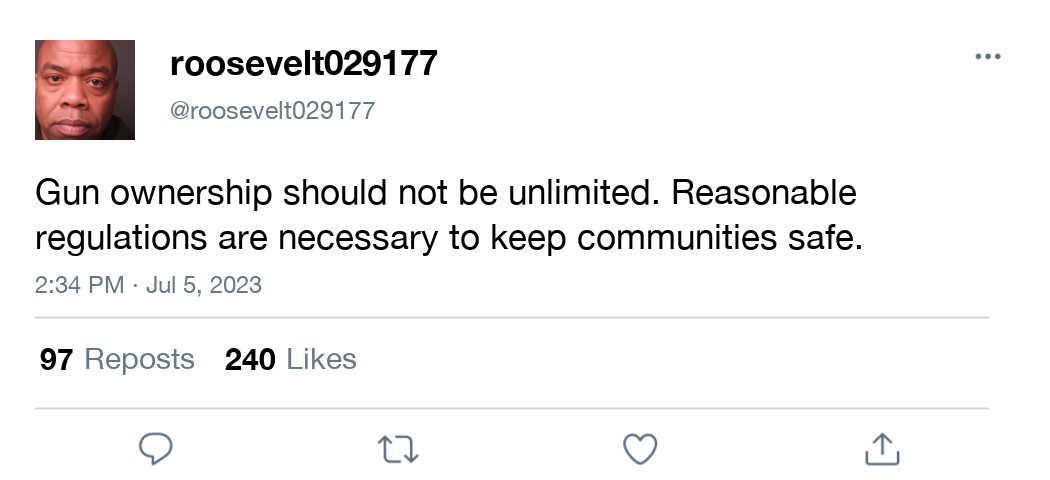 roosevelt029177
@roosevelt029177
Gun ownership should not be unlimited. Reasonable
regulations are necessary to keep communities safe.
2:34 PM · Jul 5, 2023
97 Reposts 240 Likes